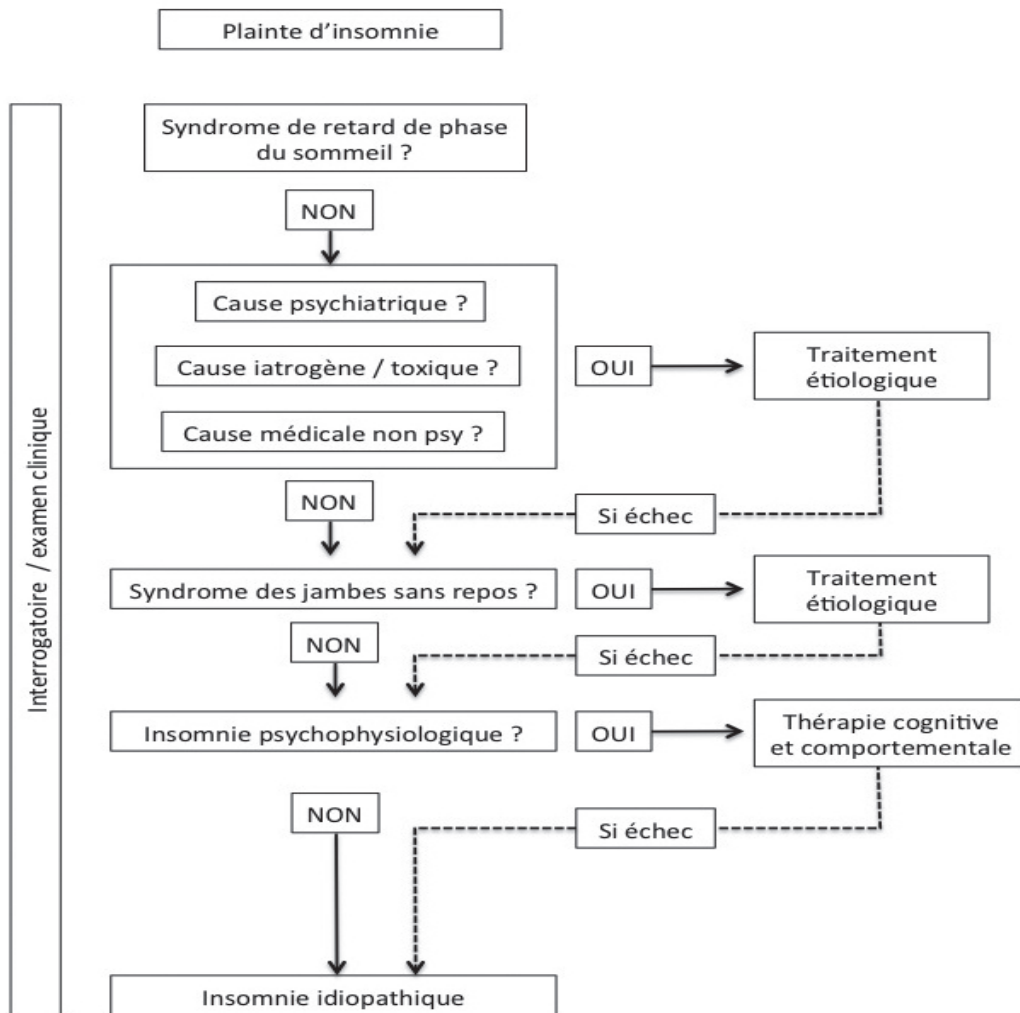 Plainte d'insomnie
Interrogatoire / examen clinique
Syndrome de retard de phase
du sommeil ?
NON
Cause psychiatrique ?
Cause iatrogène / toxique ?
Cause médicale non psy ?
OUI
Traitement
étiologique
NON
Si échec
Syndrome des jambes sans repos ?
OUI
Traitement
étiologique
NON
Si échec
Insomnie psychophysiologique ?
OUI
Thérapie cognitive
et comportementale
NON
Si échec
Insomnie idiopathique